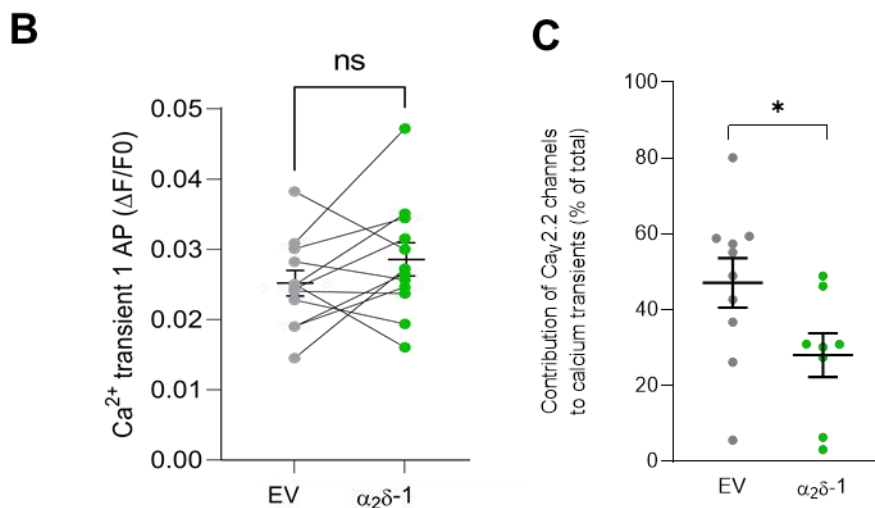 B
ns
Ca²⁺ transient 1 AP (ΔF/F0)
0.05
0.04
0.03
0.02
0.01
0.00
EV
α₂δ-1
C
*
Contribution of Caᵥ2.2 channels
to calcium transients (% of total)
100
80
60
40
20
0
EV
α₂δ-1